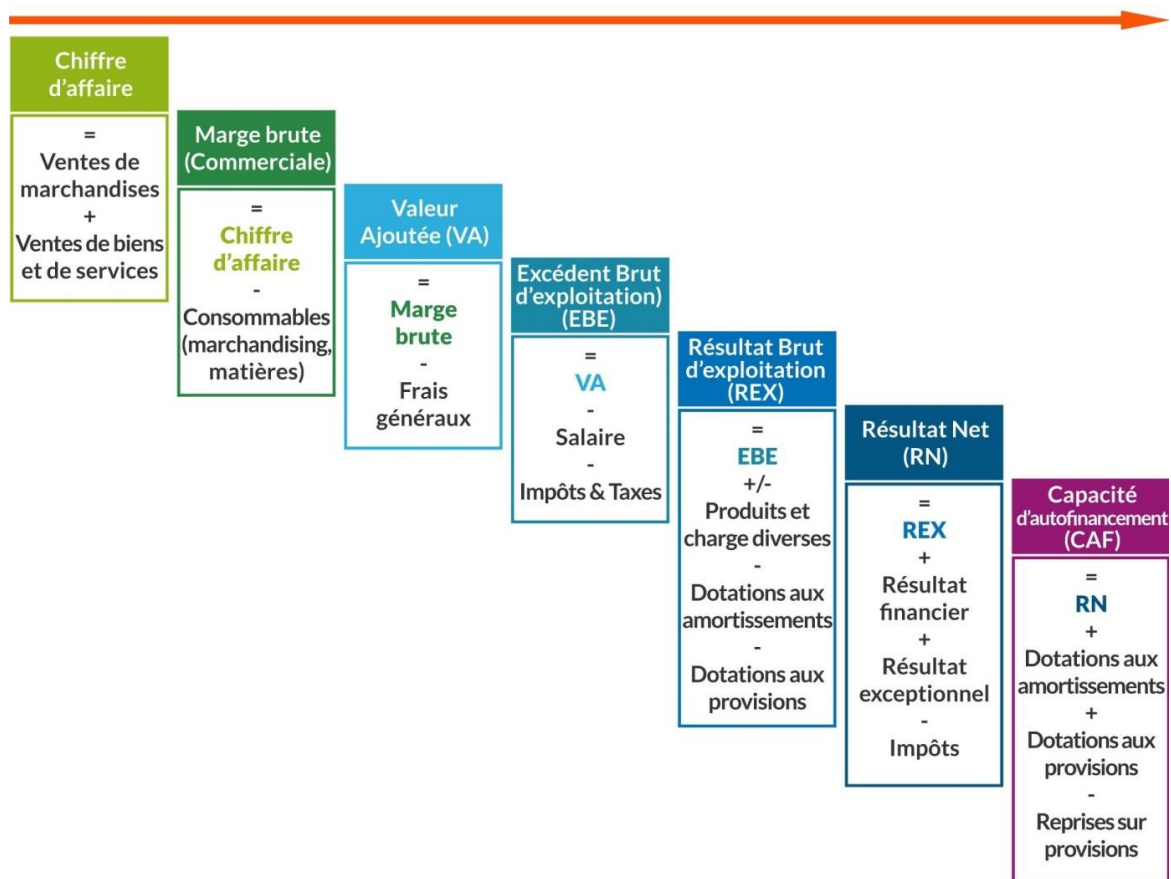 Chiffre
d'affaire
=
Ventes de
marchandises
+
Ventes de biens
et de services
Marge brute
(Commerciale)
=
Chiffre
d'affaire
-
Consommables
(marchandising,
matières)
Valeur
Ajoutée (VA)
=
Marge
brute
-
Frais
généraux
Excédent Brut
d'exploitation)
(EBE)
=
VA
-
Salaire
-
Impôts & Taxes
Résultat Brut
d'exploitation
(REX)
=
EBE
+/-
Produits et
charge diverses
-
Dotations aux
amortissements
-
Dotations aux
provisions
Résultat Net
(RN)
=
REX
+
Résultat
financier
+
Résultat
exceptionnel
-
Impôts
Capacité
d'autofinancement
(CAF)
=
RN
+
Dotations aux
amortissements
+
Dotations aux
provisions
-
Reprises sur
provisions